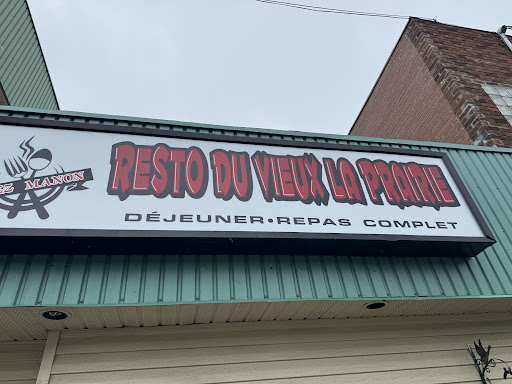 MANON
RESTO DU VIEUX LA PRAIRIE
DÉJEUNER•REPAS COMPLET